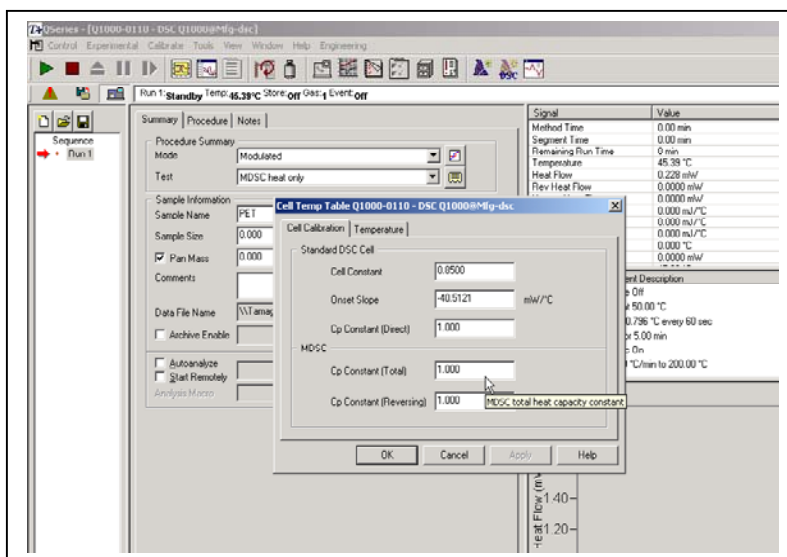 QSeries - [Q1000-0110 - DSC Q1000@Mfg-dsc]
Control Experimental Calibrate Tools View Window Help Engineering
Run 1:Standby Temp:45.39°C Store:Off Gas:1 Event:Off
Summary Procedure Notes
Signal Value
Sequence
Run 1
Procedure Summary
Mode Modulated
Test MDSC heat only
Method Time 0.00 min
Segment Time 0.00 min
Remaining Run Time 0 min
Temperature 45.39 °C
Heat Flow 0.228 mW
Rev Heat Flow 0.0000 mW
0.0000 mW
0.000 mJ/°C
0.000 mJ/°C
0.000 mJ/°C
0.000 °C
0.0000 mW
Sample Information
Sample Name PET
Sample Size 0.000
Pan Mass 0.000
Comments
Data File Name
Archive Enable
Autoanalyze
Start Remotely
Analysis Macro
Cell Temp Table Q1000-0110 - DSC Q1000@Mfg-dsc
Cell Calibration Temperature
Standard DSC Cell
Cell Constant 0.8500
Onset Slope -40.5121 mW/°C
Cp Constant (Direct) 1.000
MDSC
Cp Constant (Total) 1.000
Cp Constant (Reversing) 1.000
MDSC total heat capacity constant
OK Cancel Apply Help
Description
Off
50.00 °C
0.796 °C every 60 sec
5.00 min
On
°C/min to 200.00 °C
Heat Flow
1.40
1.20